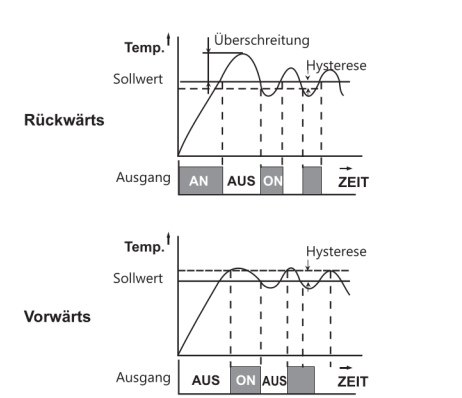 Überschreitung
Temp.
Hysterese
Sollwert
Rückwärts
Ausgang AN AUS ON ZEIT
Temp.
Hysterese
Sollwert
Vorwärts
Ausgang AUS ON AUS ZEIT